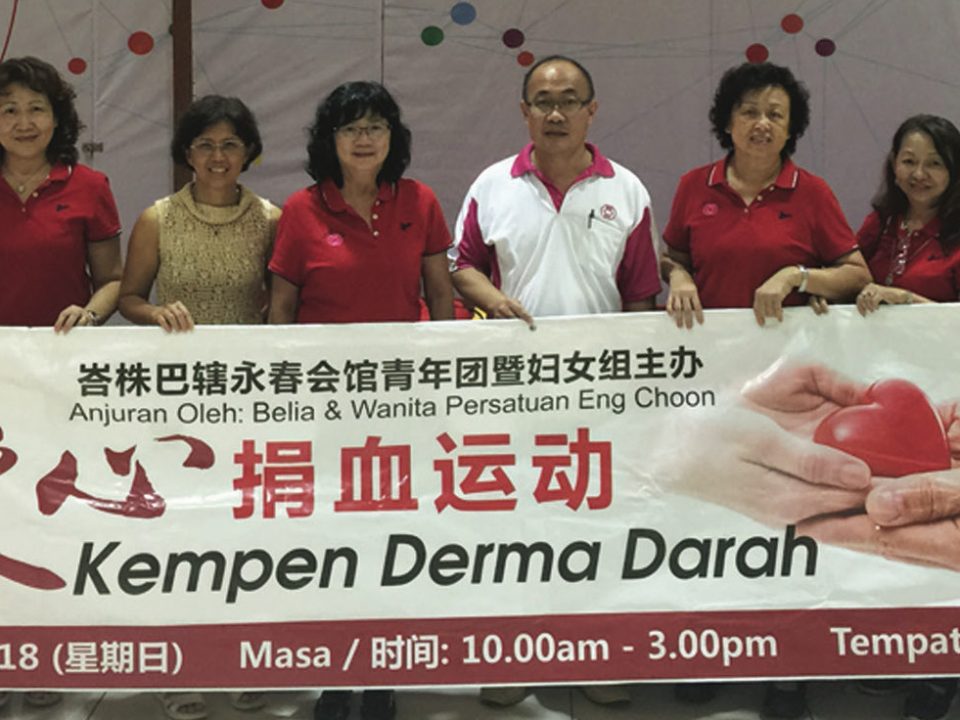 峇株巴辖永春会馆青年团暨妇女组主办
Anjuran Oleh: Belia & Wanita Persatuan Eng Choon
心 捐血运动
Kempen Derma Darah
18 (星期日) Masa / 时间: 10.00am - 3.00pm Tempat